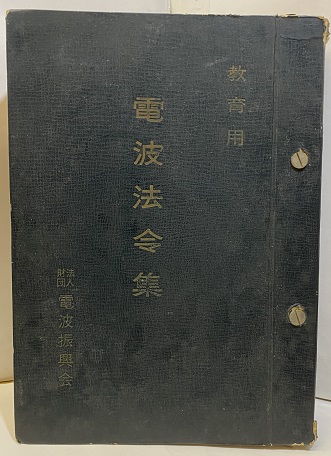 教育用
電波法令集
財団法人 電波振興会